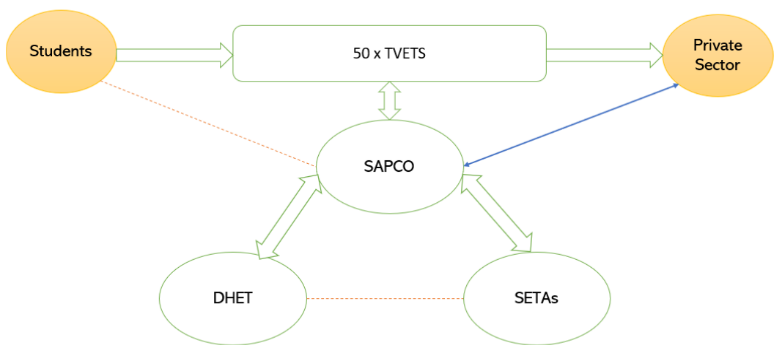 Students
50 x TVETS
Private
Sector
SAPCO
DHET
SETAs